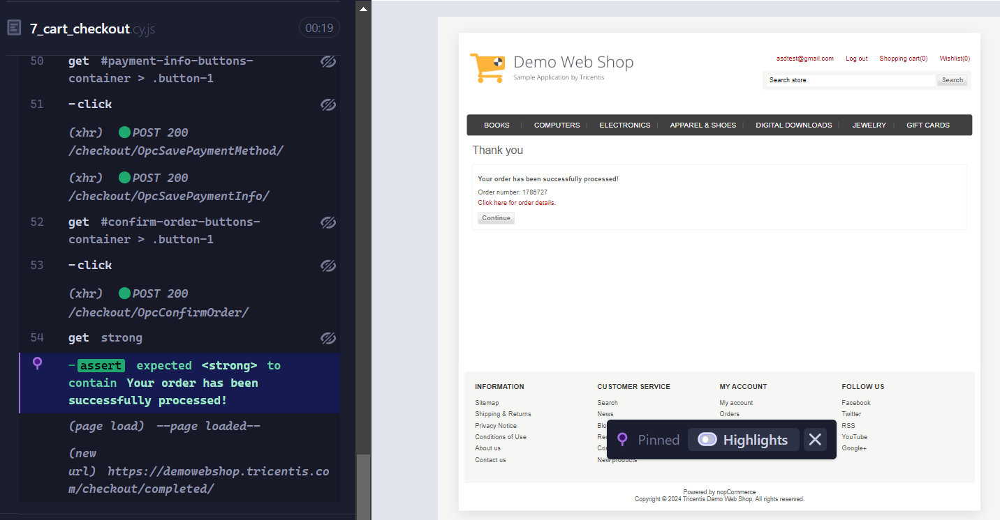 7_cart_checkout.cy.js 00:19
50 get #payment-info-buttons-
container > .button-1
51 -click
(xhr) POST 200
/checkout/OpcSavePaymentMethod/
(xhr) POST 200
/checkout/OpcSavePaymentInfo/
52 get #confirm-order-buttons-
container > .button-1
53 -click
(xhr) POST 200
/checkout/OpcConfirmOrder/
54 get strong
-assert expected <strong> to
contain Your order has been
successfully processed!
(page load) --page loaded--
(new
url) https://demowebshop.tricentis.co
m/checkout/completed/
Demo Web Shop
Sample Application by Tricentis
asdtest@gmail.com Log out Shopping cart(0) Wishlist(0)
Search store Search
BOOKS COMPUTERS ELECTRONICS APPAREL & SHOES DIGITAL DOWNLOADS JEWELRY GIFT CARDS
Thank you
Your order has been successfully processed!
Order number: 1788727
Click here for order details.
Continue
INFORMATION
Sitemap
Shipping & Returns
Privacy Notice
Conditions of Use
About us
Contact us
CUSTOMER SERVICE
Search
News
Blo
Re
Co
New products
MY ACCOUNT
My account
Orders
FOLLOW US
Facebook
Twitter
RSS
YouTube
Google+
Pinned Highlights
Powered by nopCommerce
Copyright © 2024 Tricentis Demo Web Shop. All rights reserved.